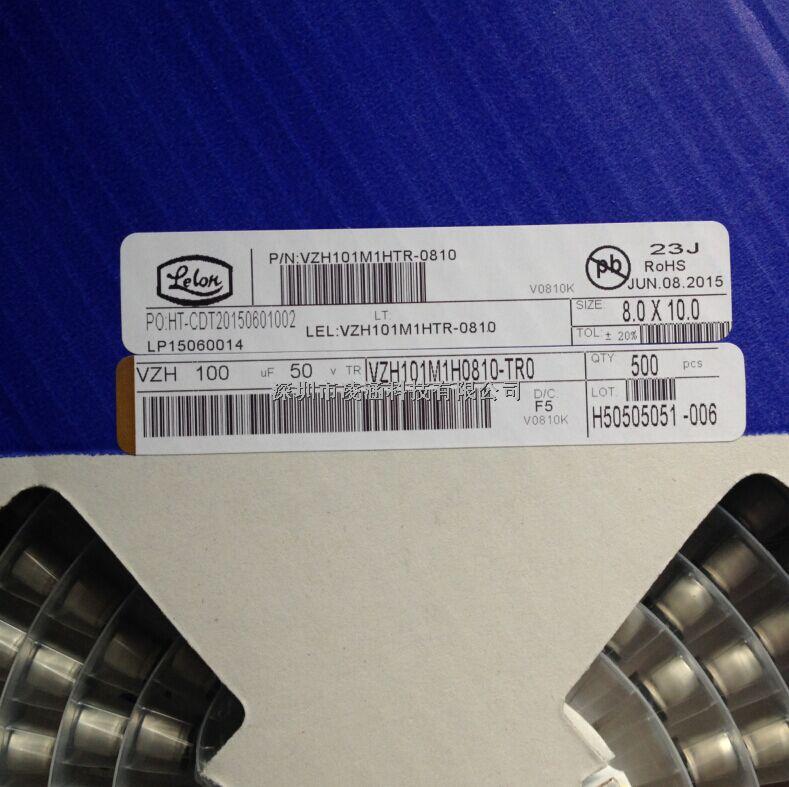 Lelon
P/N:VZH101M1HTR-0810
V0810K
pb
23J
RoHS
JUN.08.2015
PO:HT-CDT20150601002
LT:
LEL:VZH101M1HTR-0810
SIZE:
8.0 X 10.0
LP15060014
TOL:± 20%
VZH 100 uF 50 v TR VZH101M1H0810-TR0
QTY 500 pcs
深圳市凌通科技有限公司
D/C.
F5
V0810K
LOT.
H50505051-006